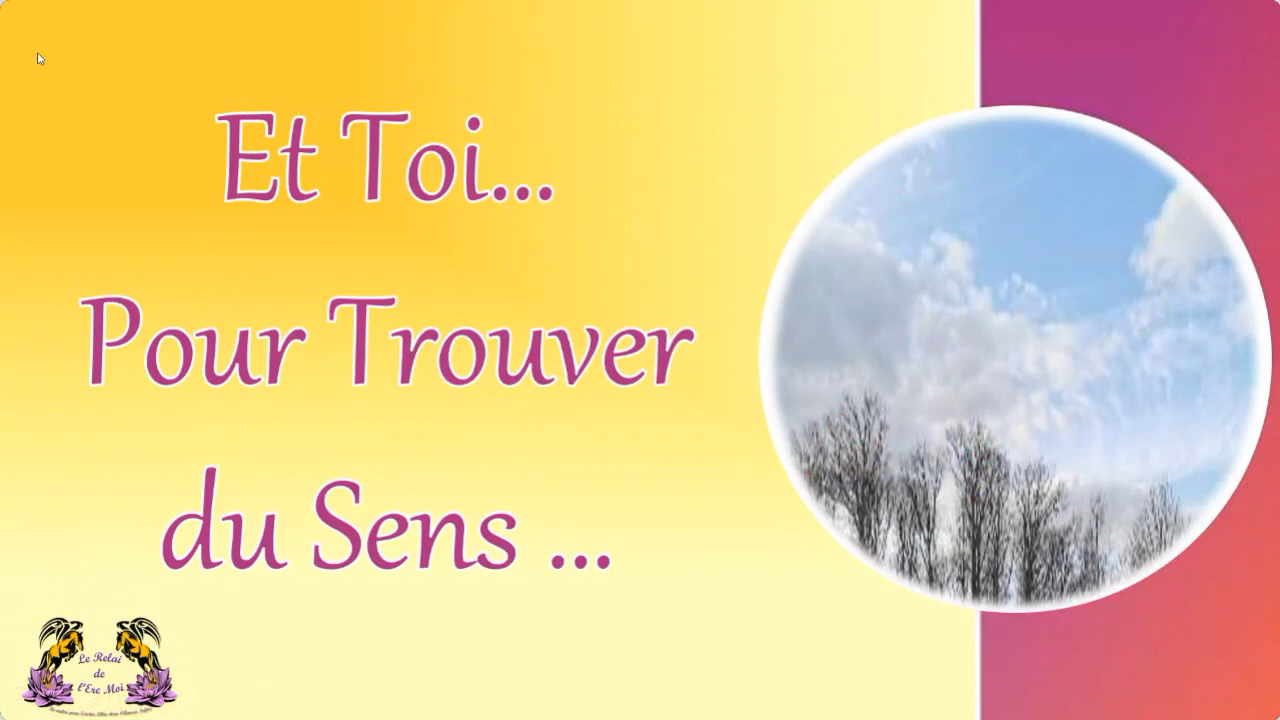 Et Toi...
Pour Trouver
du Sens ...
Le Relai
de
l'Ere Moi